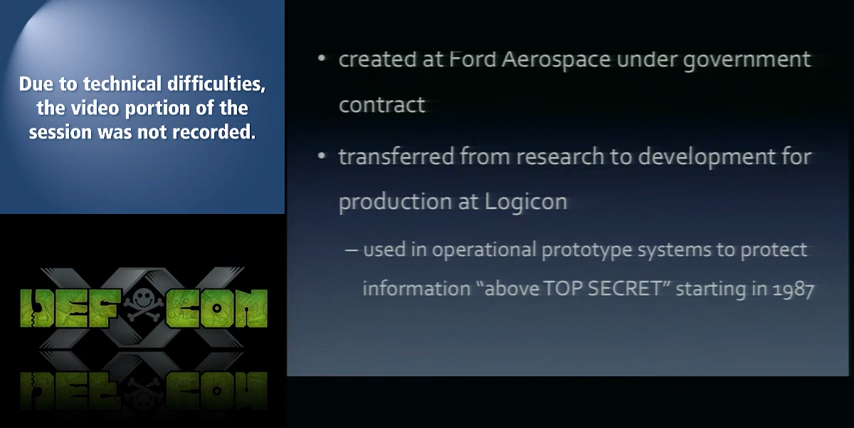 Due to technical difficulties,
the video portion of the
session was not recorded.
DEF CON
XX
• created at Ford Aerospace under government
contract
• transferred from research to development for
production at Logicon
– used in operational prototype systems to protect
information “above TOP SECRET” starting in 1987